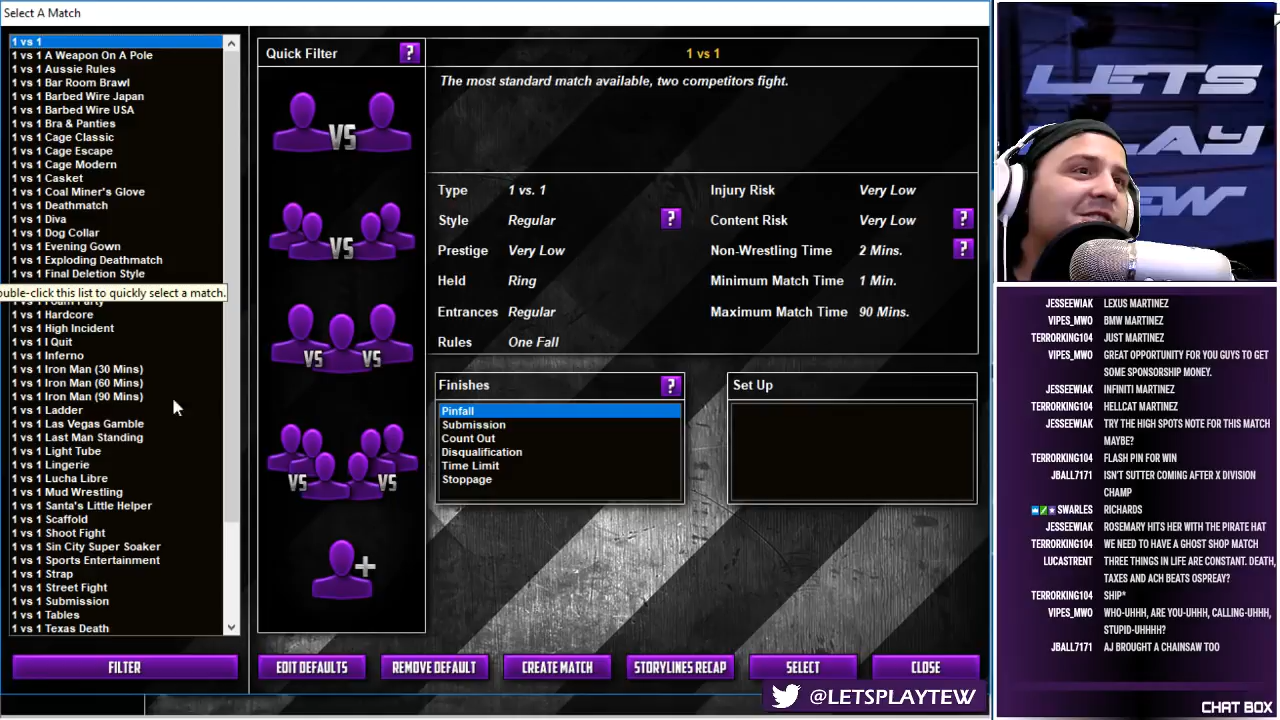 Select A Match
1 vs 1
1 vs 1 A Weapon On A Pole
1 vs 1 Aussie Rules
1 vs 1 Bar Room Brawl
1 vs 1 Barbed Wire Japan
1 vs 1 Barbed Wire USA
1 vs 1 Bra & Panties
1 vs 1 Cage Classic
1 vs 1 Cage Escape
1 vs 1 Cage Modern
1 vs 1 Casket
1 vs 1 Coal Miner's Glove
1 vs 1 Deathmatch
1 vs 1 Diva
1 vs 1 Dog Collar
1 vs 1 Evening Gown
1 vs 1 Exploding Deathmatch
1 vs 1 Final Deletion Style
ouble-click this list to quickly select a match.
1 vs 1 Foam Party
1 vs 1 Hardcore
1 vs 1 High Incident
1 vs 1 I Quit
1 vs 1 Inferno
1 vs 1 Iron Man (30 Mins)
1 vs 1 Iron Man (60 Mins)
1 vs 1 Iron Man (90 Mins)
1 vs 1 Ladder
1 vs 1 Las Vegas Gamble
1 vs 1 Last Man Standing
1 vs 1 Light Tube
1 vs 1 Lingerie
1 vs 1 Lucha Libre
1 vs 1 Mud Wrestling
1 vs 1 Santa's Little Helper
1 vs 1 Scaffold
1 vs 1 Shoot Fight
1 vs 1 Sin City Super Soaker
1 vs 1 Sports Entertainment
1 vs 1 Strap
1 vs 1 Street Fight
1 vs 1 Submission
1 vs 1 Tables
1 vs 1 Texas Death
FILTER
Quick Filter ?
VS
VS
VS VS
VS VS
+
1 vs 1
The most standard match available, two competitors fight.
Type 1 vs. 1
Style Regular ?
Prestige Very Low
Held Ring
Entrances Regular
Rules One Fall
Injury Risk Very Low
Content Risk Very Low ?
Non-Wrestling Time 2 Mins. ?
Minimum Match Time 1 Min.
Maximum Match Time 90 Mins.
Finishes ?
Pinfall
Submission
Count Out
Disqualification
Time Limit
Stoppage
Set Up
EDIT DEFAULTS REMOVE DEFAULT CREATE MATCH STORYLINES RECAP SELECT CLOSE
@LETSPLAYTEW
LETS
PLAY
TEW
JESSEEWIAK LEXUS MARTINEZ
VIPES_MWO BMW MARTINEZ
TERRORKING104 JUST MARTINEZ
VIPES_MWO GREAT OPPORTUNITY FOR YOU GUYS TO GET
SOME SPONSORSHIP MONEY.
JESSEEWIAK INFINITI MARTINEZ
TERRORKING104 HELLCAT MARTINEZ
JESSEEWIAK TRY THE HIGH SPOTS NOTE FOR THIS MATCH
MAYBE?
TERRORKING104 FLASH PIN FOR WIN
JBALL7171 ISN'T SUTTER COMING AFTER X DIVISION
CHAMP
SWARLES RICHARDS
JESSEEWIAK ROSEMARY HITS HER WITH THE PIRATE HAT
TERRORKING104 WE NEED TO HAVE A GHOST SHOP MATCH
LUCASTRENT THREE THINGS IN LIFE ARE CONSTANT. DEATH,
TAXES AND ACH BEATS OSPREAY?
TERRORKING104 SHIP*
VIPES_MWO WHO-UHHH, ARE YOU-UHHH, CALLING-UHHH,
STUPID-UHHHH?
JBALL7171 AJ BROUGHT A CHAINSAW TOO
CHAT BOX